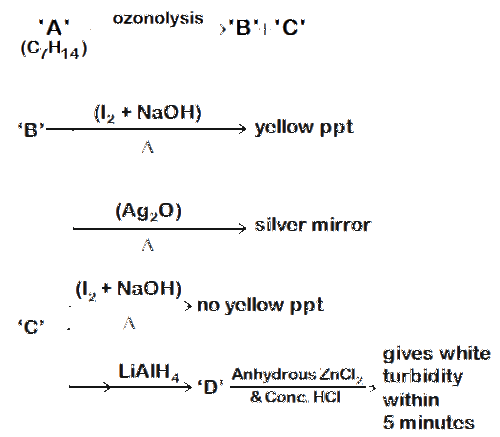 'A' ozonolysis 'B' + 'C'
(C7H14)
(I2 + NaOH)
'B' yellow ppt
Δ
(Ag2O)
silver mirror
Δ
(I2 + NaOH)
no yellow ppt
'C' Δ
gives white
LiAlH4 'D' Anhydrous ZnCl2 turbidity
& Conc. HCl within
5 minutes